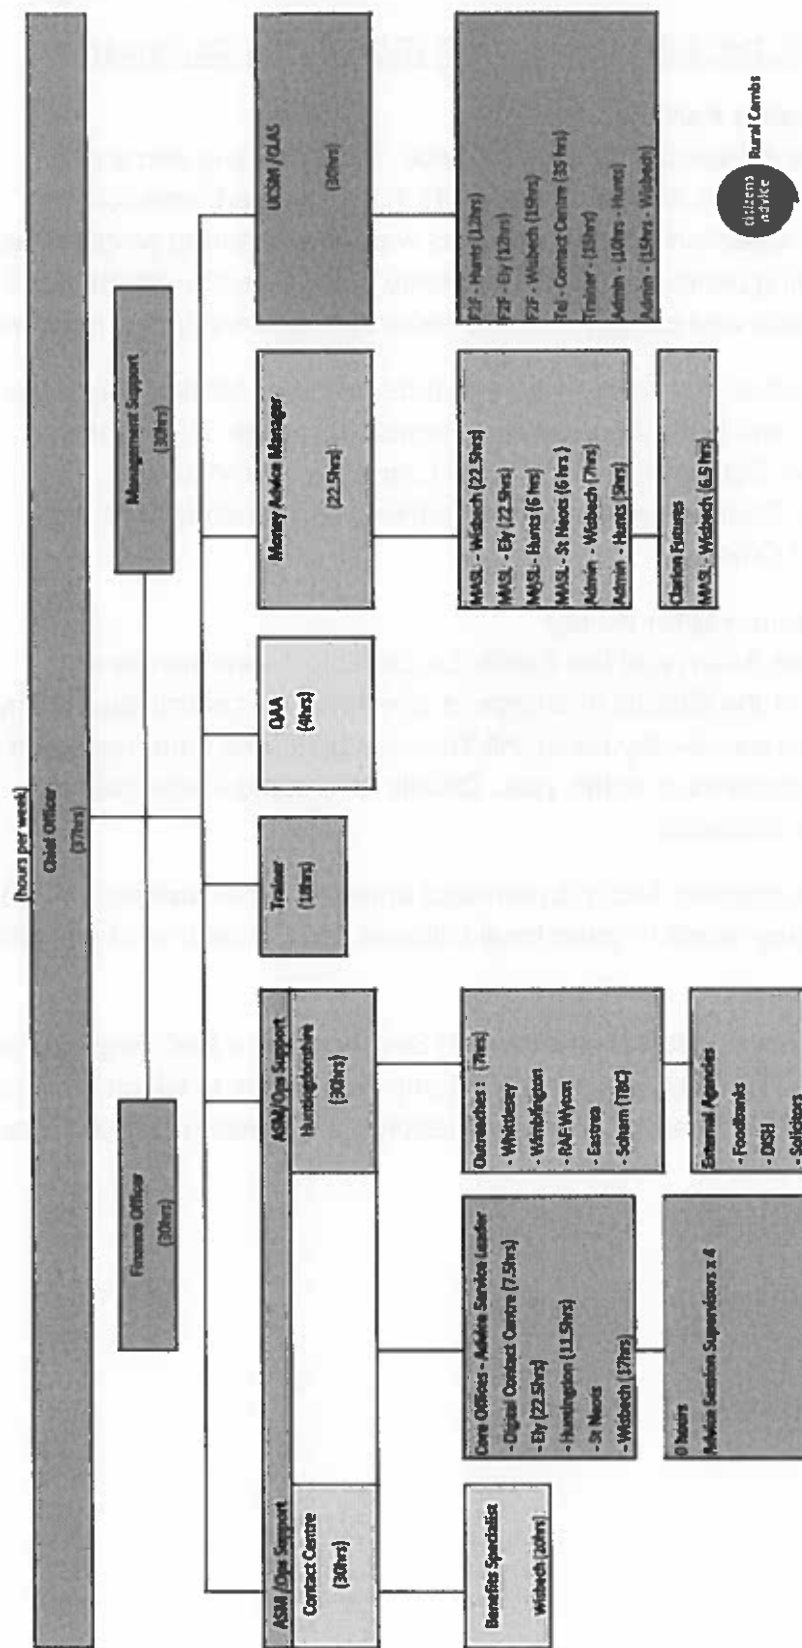 (hours per week)
Chief Officer
(37hrs)
Finance Officer
(30hrs)
Management Support
(30hr)
ASM /Ops Support
Contact Centre
(30hrs)
ASM/Ops Support
Huntingdonshire
(30hrs)
Trainer
(18hrs)
QAA
(4hrs)
Money Advice Manager
(22.5hrs)
UCSM /CLAS
(30hrs)
Benefits Specialist
Wisbech (20hrs)
Core Offices - Advice Service Leader
- Digital Contact Centre (7.5hrs)
- Ely (22.5hrs)
- Huntingdon (11.5hrs)
- St Neots
- Wisbech (17hrs)
0 hours
Advice Session Supervisors x 4
Outreaches : (7hrs)
- Whittlesey
- Wimblington
- RAF Wyton
- Eastrea
- Soham (TBC)
External Agencies
- Foodbanks
- DISH
- Solicitors
MASL - Wisbech (22.5hrs)
MASL - Ely (22.5hrs)
MASL - Hunts (6 hrs)
MASL - St Neots (6 hrs )
Admin - Wisbech (7hrs)
Admin - Hunts (5hrs)
Clarion Futures
MASL - Wisbech (6.5 hrs)
F2F - Hunts (12hrs)
F2F - Ely (12hrs)
F2F - Wisbech (15hrs)
Tel - Contact Centre (35 hrs)
Trainer - (15hrs)
Admin - (10hrs - Hunts)
Admin - (15hrs - Wisbech)
citizens
advice
Rural Cambs